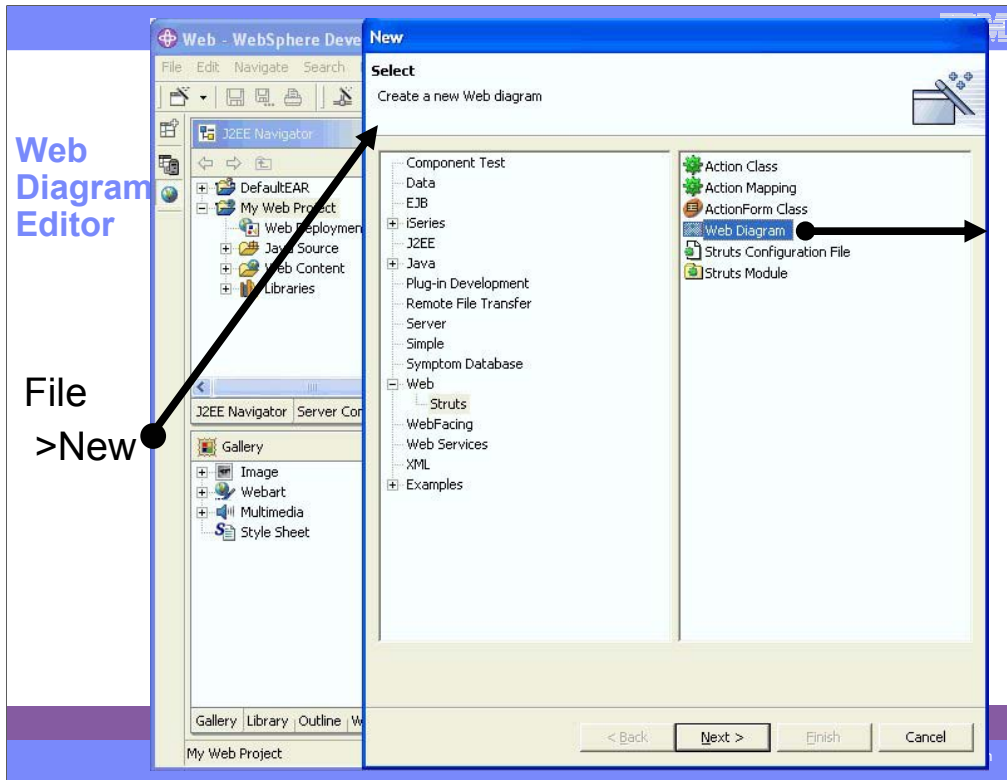 Web
Diagram
Editor
File
>New
Web - WebSphere Deve
File Edit Navigate Search
J2EE Navigator
DefaultEAR
My Web Project
Web Deploymen
Java Source
Web Content
Libraries
J2EE Navigator Server Con
Gallery
Image
Webart
Multimedia
Style Sheet
Gallery Library Outline W
My Web Project
New
Select
Create a new Web diagram
Component Test
Data
EJB
iSeries
J2EE
Java
Plug-in Development
Remote File Transfer
Server
Simple
Symptom Database
Web
Struts
WebFacing
Web Services
XML
Examples
Action Class
Action Mapping
ActionForm Class
Web Diagram
Struts Configuration File
Struts Module
< Back Next > Finish Cancel